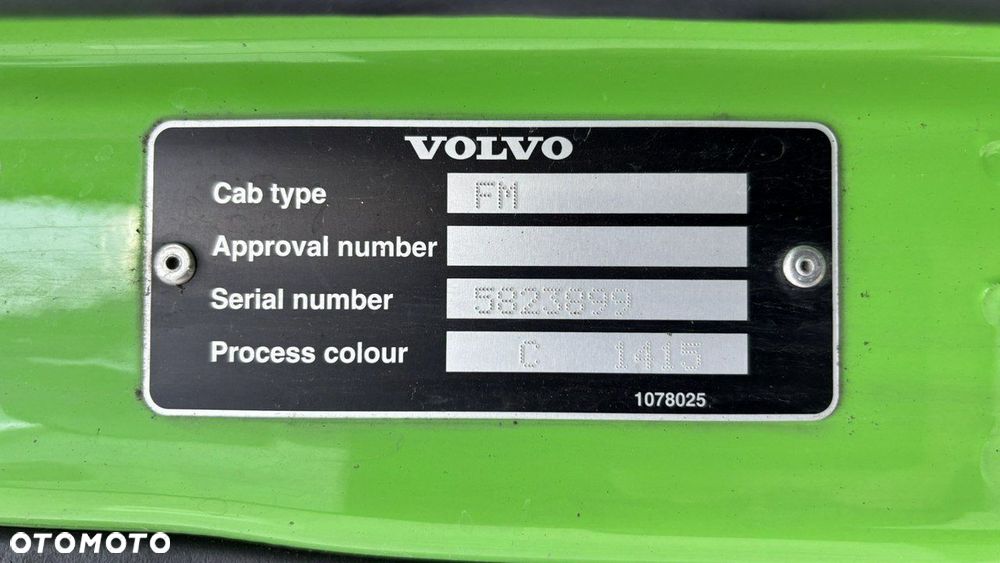 VOLVO
Cab type FM
Approval number
Serial number 5823899
Process colour C 1415
1078025
OTOMOTO